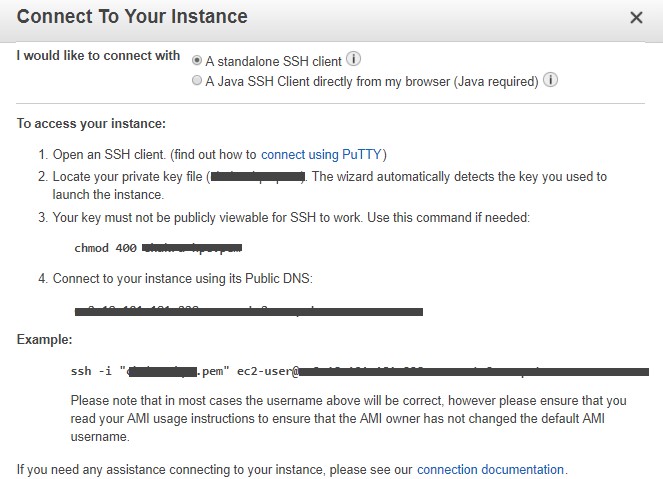 Connect To Your Instance
I would like to connect with
A standalone SSH client
A Java SSH Client directly from my browser (Java required)
To access your instance:
1. Open an SSH client. (find out how to connect using PuTTY)
2. Locate your private key file ( ). The wizard automatically detects the key you used to
launch the instance.
3. Your key must not be publicly viewable for SSH to work. Use this command if needed:
chmod 400
4. Connect to your instance using its Public DNS:
Example:
ssh -i " .pem" ec2-user@
Please note that in most cases the username above will be correct, however please ensure that you
read your AMI usage instructions to ensure that the AMI owner has not changed the default AMI
username.
If you need any assistance connecting to your instance, please see our connection documentation.